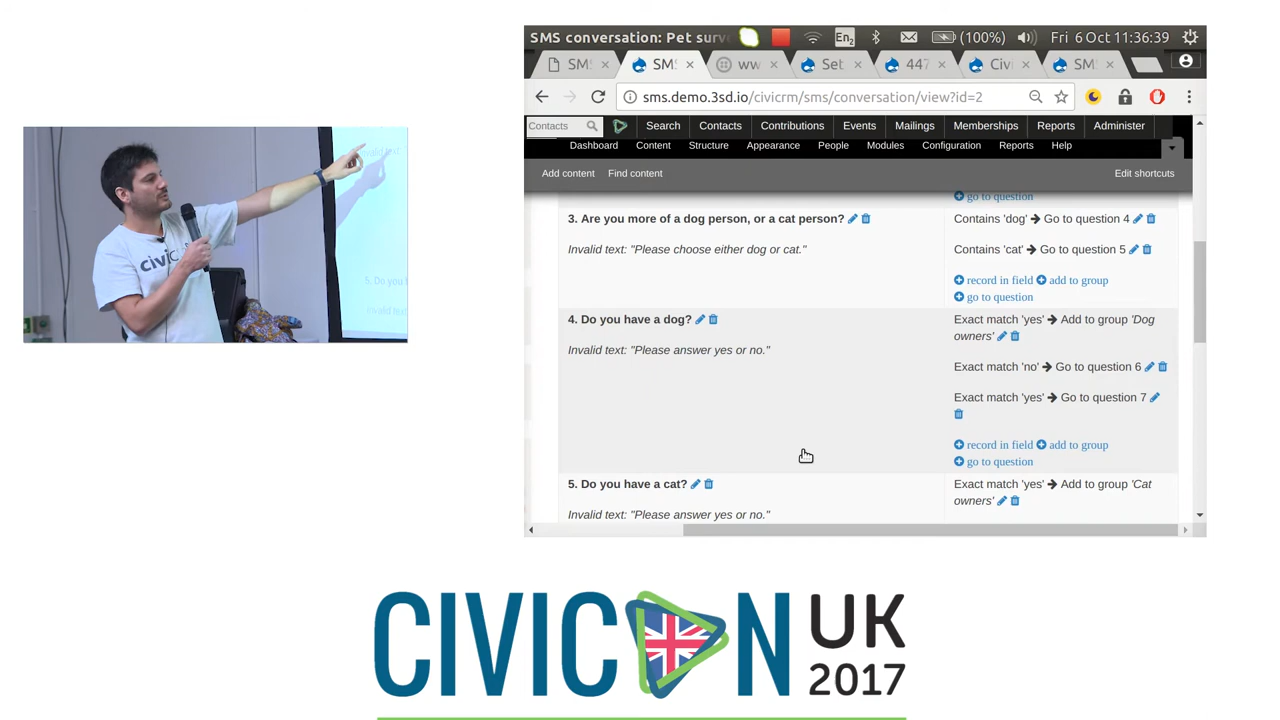 SMS conversation: Pet surv
En2
(100%)
Fri 6 Oct 11:36:39
SMS
SMS
ww
Set
447
Civi
SMS
sms.demo.3sd.io/civicrm/sms/conversation/view?id=2
Contacts
Search
Contacts
Contributions
Events
Mailings
Memberships
Reports
Administer
Dashboard
Content
Structure
Appearance
People
Modules
Configuration
Reports
Help
Add content
Find content
Edit shortcuts
go to question
3. Are you more of a dog person, or a cat person?
Invalid text: "Please choose either dog or cat."
Contains 'dog' → Go to question 4
Contains 'cat' → Go to question 5
record in field add to group
go to question
4. Do you have a dog?
Invalid text: "Please answer yes or no."
Exact match 'yes' → Add to group 'Dog
owners'
Exact match 'no' → Go to question 6
Exact match 'yes' → Go to question 7
record in field add to group
go to question
5. Do you have a cat?
Invalid text: "Please answer yes or no."
Exact match 'yes' → Add to group 'Cat
owners'
civic
5. Do you h
CIVICON UK
2017